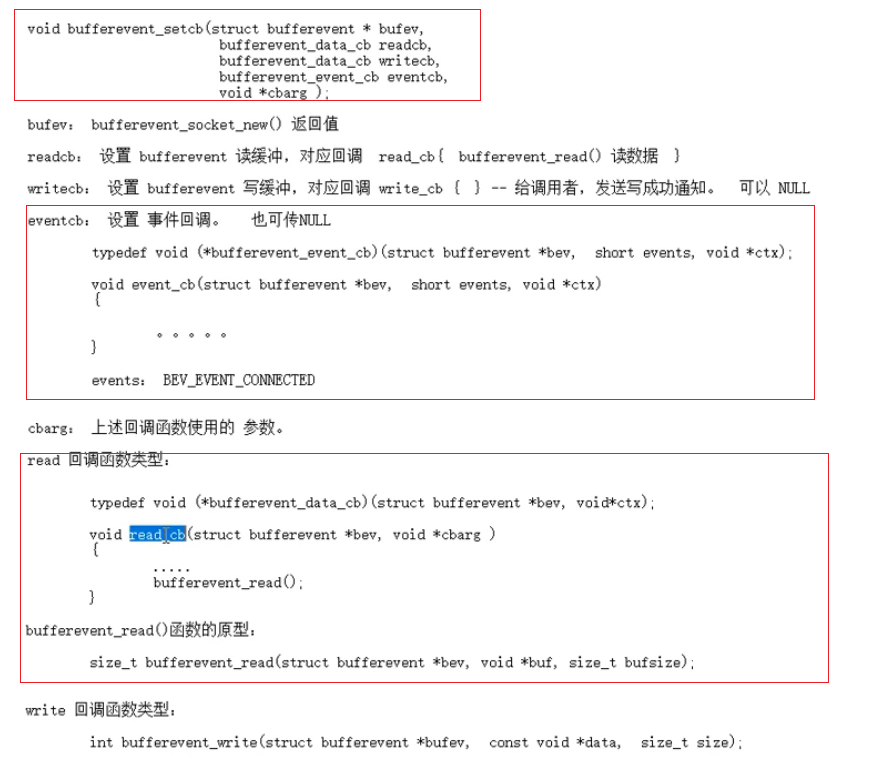 void bufferevent_setcb(struct bufferevent * bufev,
bufferevent_data_cb readcb,
bufferevent_data_cb writecb,
bufferevent_event_cb eventcb,
void *cbarg );
bufev: bufferevent_socket_new() 返回值
readcb: 设置 bufferevent 读缓冲,对应回调 read_cb{ bufferevent_read() 读数据 }
writecb: 设置 bufferevent 写缓冲,对应回调 write_cb { } -- 给调用者,发送写成功通知。 可以 NULL
eventcb: 设置 事件回调。 也可传NULL
typedef void (*bufferevent_event_cb)(struct bufferevent *bev, short events, void *ctx);
void event_cb(struct bufferevent *bev, short events, void *ctx)
{
。。。。。
}
events: BEV_EVENT_CONNECTED
cbarg: 上述回调函数使用的 参数。
read 回调函数类型:
typedef void (*bufferevent_data_cb)(struct bufferevent *bev, void*ctx);
void read_cb(struct bufferevent *bev, void *cbarg )
{
.....
bufferevent_read();
}
bufferevent_read()函数的原型:
size_t bufferevent_read(struct bufferevent *bev, void *buf, size_t bufsize);
write 回调函数类型:
int bufferevent_write(struct bufferevent *bufev, const void *data, size_t size);